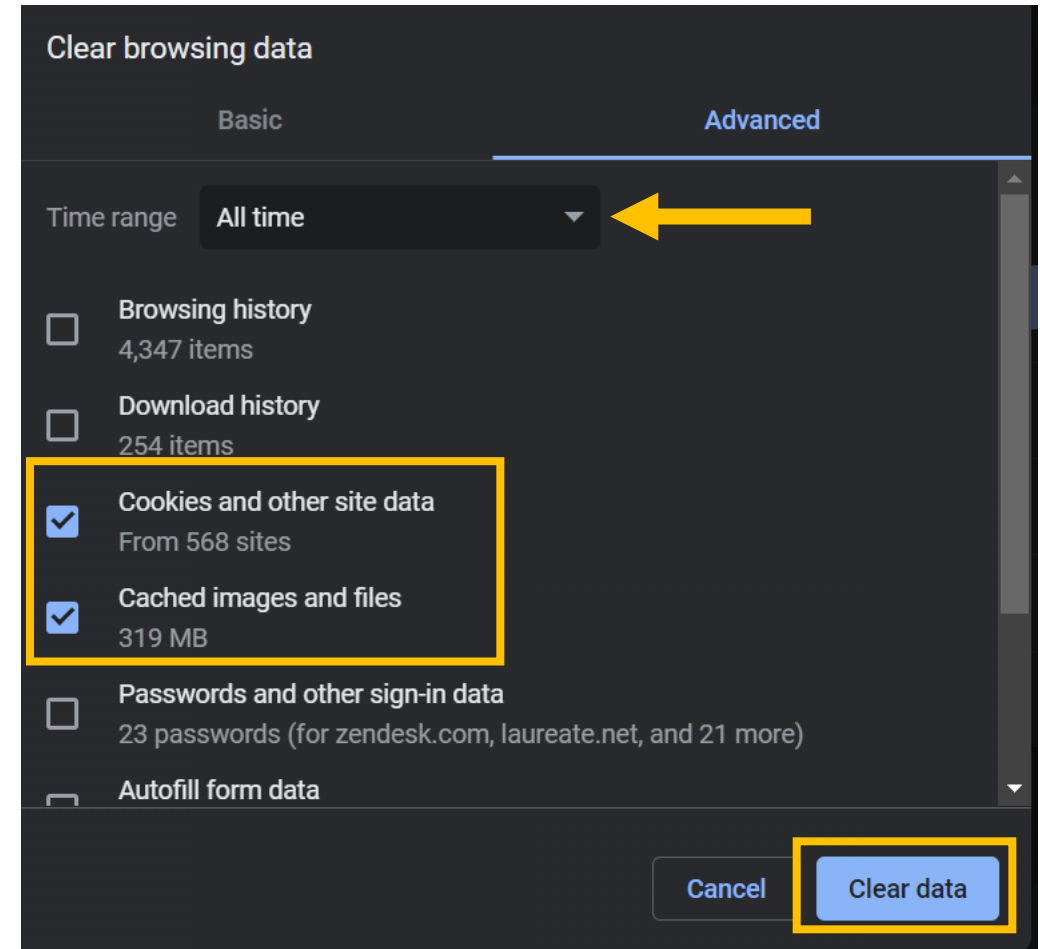 Clear browsing data
Basic
Advanced
Time range
All time
Browsing history
4,347 items
Download history
254 items
Cookies and other site data
From 568 sites
Cached images and files
319 MB
Passwords and other sign-in data
23 passwords (for zendesk.com, laureate.net, and 21 more)
Autofill form data
Cancel
Clear data